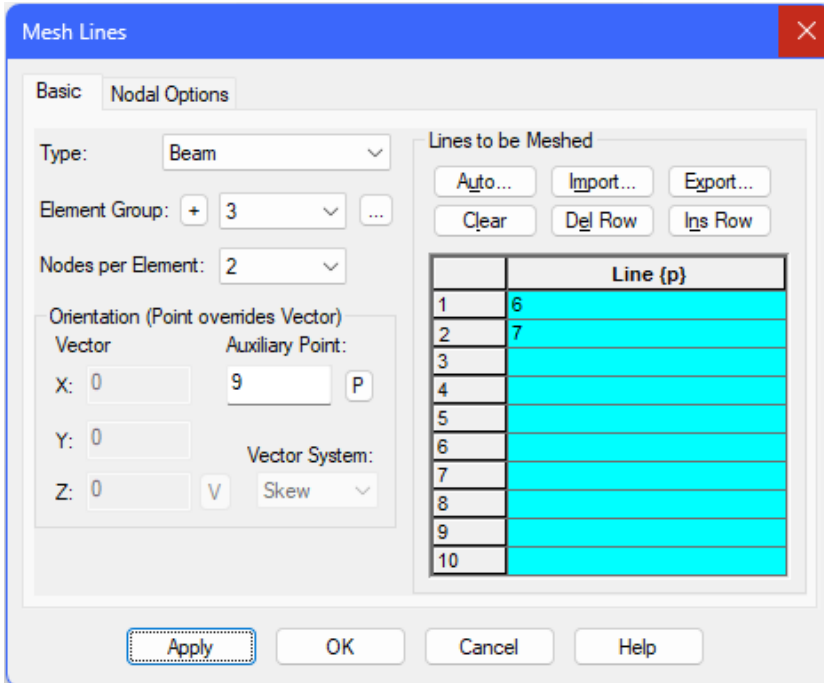 Mesh Lines
Basic
Nodal Options
Type: Beam
Element Group: + 3 ...
Nodes per Element: 2
Orientation (Point overrides Vector)
Vector
Auxiliary Point:
X: 0
9 P
Y: 0
Vector System:
Z: 0 V
Skew
Lines to be Meshed
Auto... Import... Export...
Clear Del Row Ins Row
Line {p}
1 6
2 7
3
4
5
6
7
8
9
10
Apply OK Cancel Help